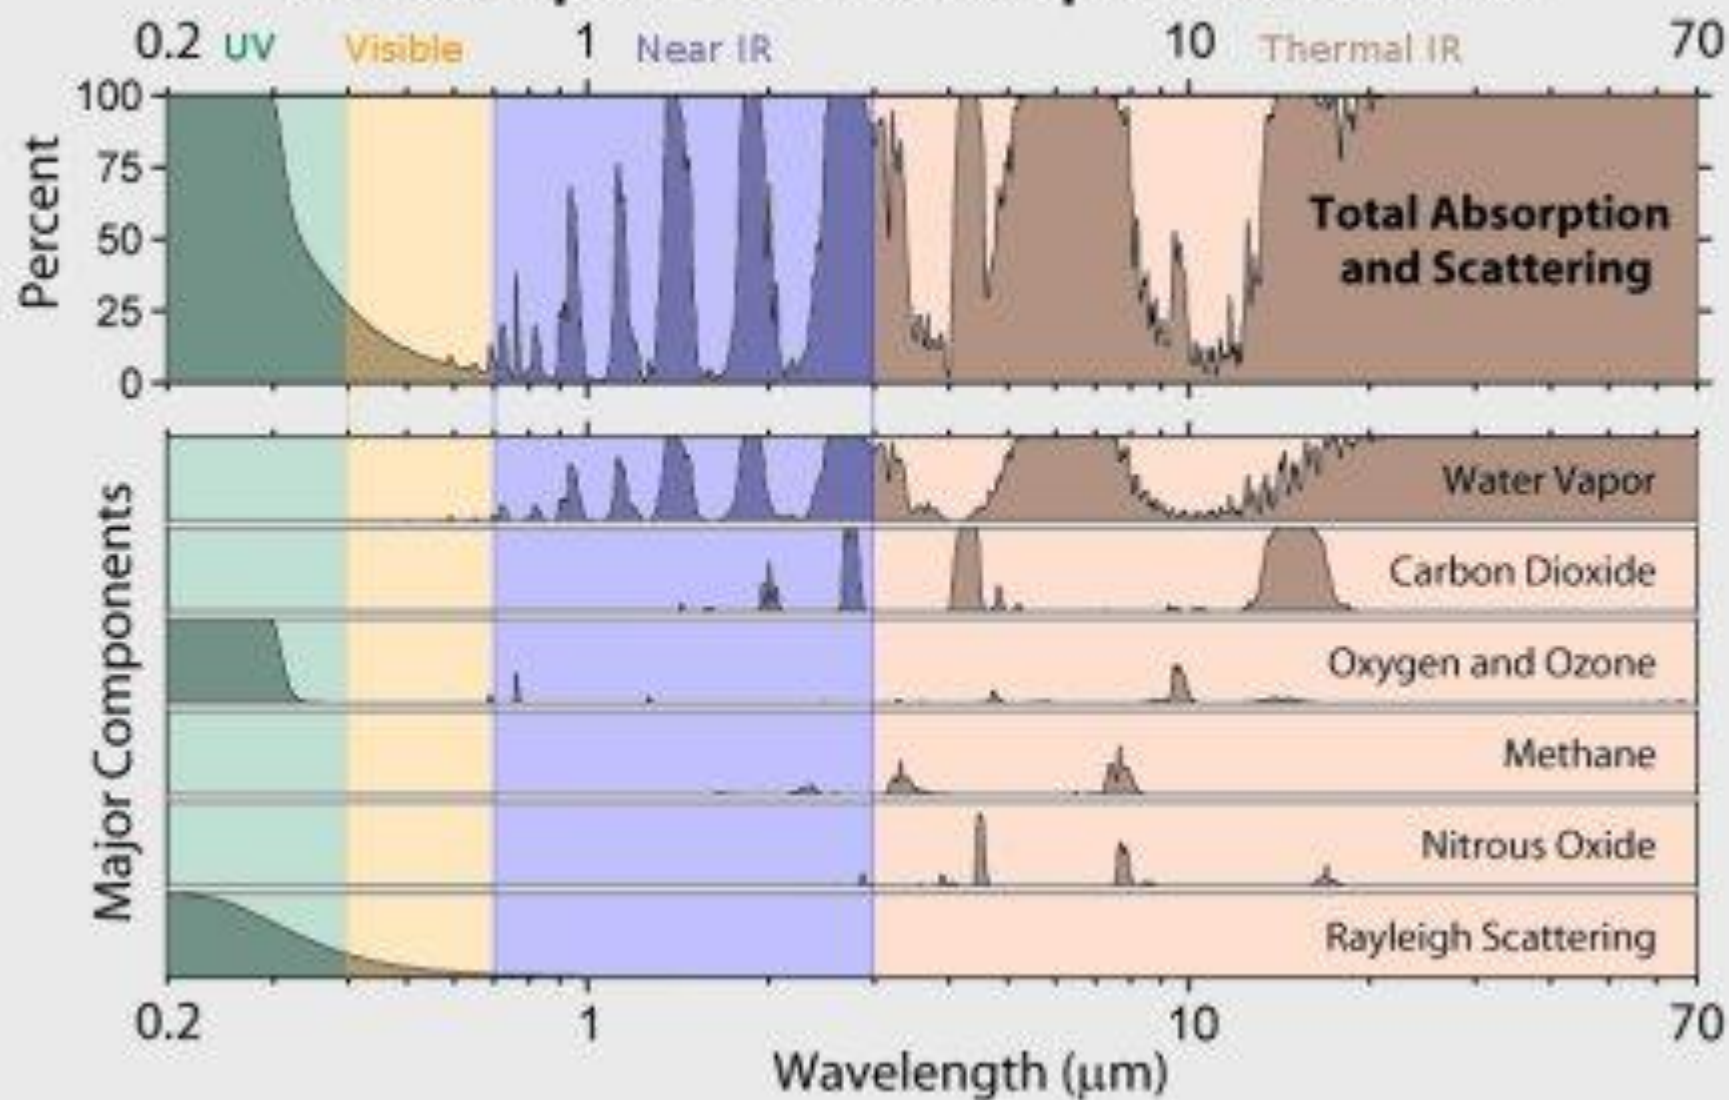 0.2 UV Visible 1 Near IR 10 Thermal IR 70
100
75
50
25
0
Percent
Total Absorption
and Scattering
Major Components
Water Vapor
Carbon Dioxide
Oxygen and Ozone
Methane
Nitrous Oxide
Rayleigh Scattering
0.2 1 10 70
Wavelength (μm)